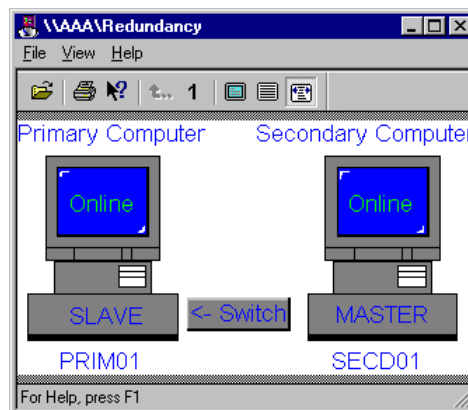 \\AAA\Redundancy
File View Help
1
Primary Computer Secondary Computer
Online Online
SLAVE <- Switch MASTER
PRIM01 SECD01
For Help, press F1